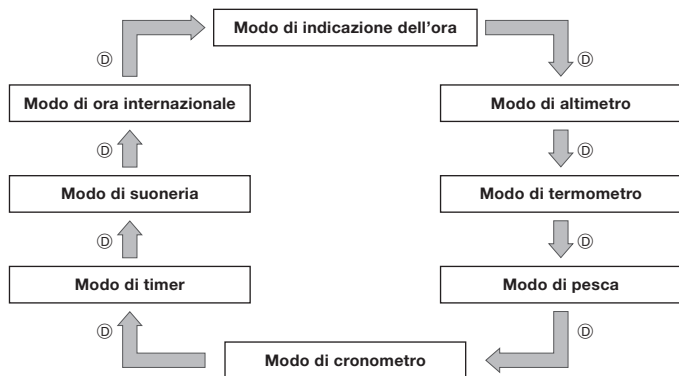 Modo di indicazione dell'ora
Ⓓ
Ⓓ
Modo di ora internazionale
Modo di altimetro
Ⓓ
Ⓓ
Modo di suoneria
Modo di termometro
Ⓓ
Ⓓ
Modo di timer
Modo di pesca
Ⓓ
Ⓓ
Modo di cronometro